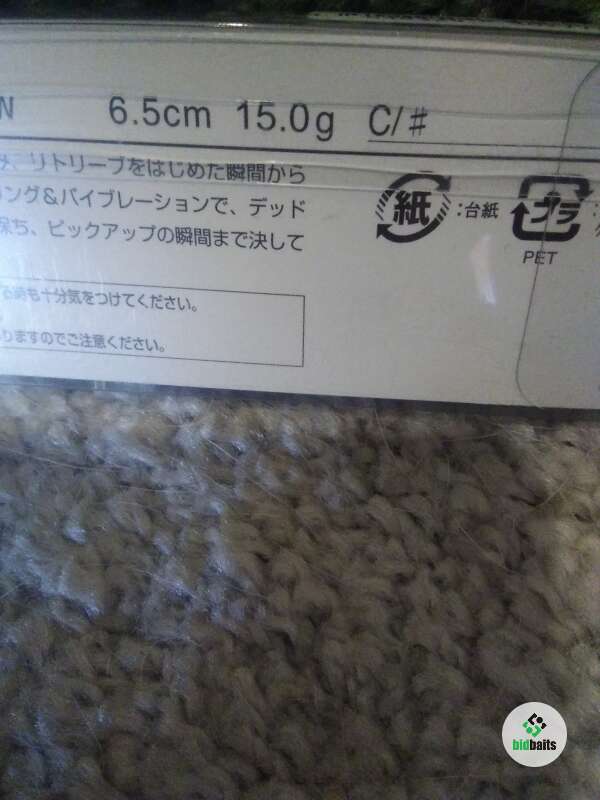 N 6.5cm 15.0g C/#
み、リトリーブをはじめた瞬間から
リング&バイブレーションで、デッド
保ち、ピックアップの瞬間まで決して
紙 :台紙
プラ :
PET
る時も十分気をつけてください。
りますのでご注意ください。
bidbaits